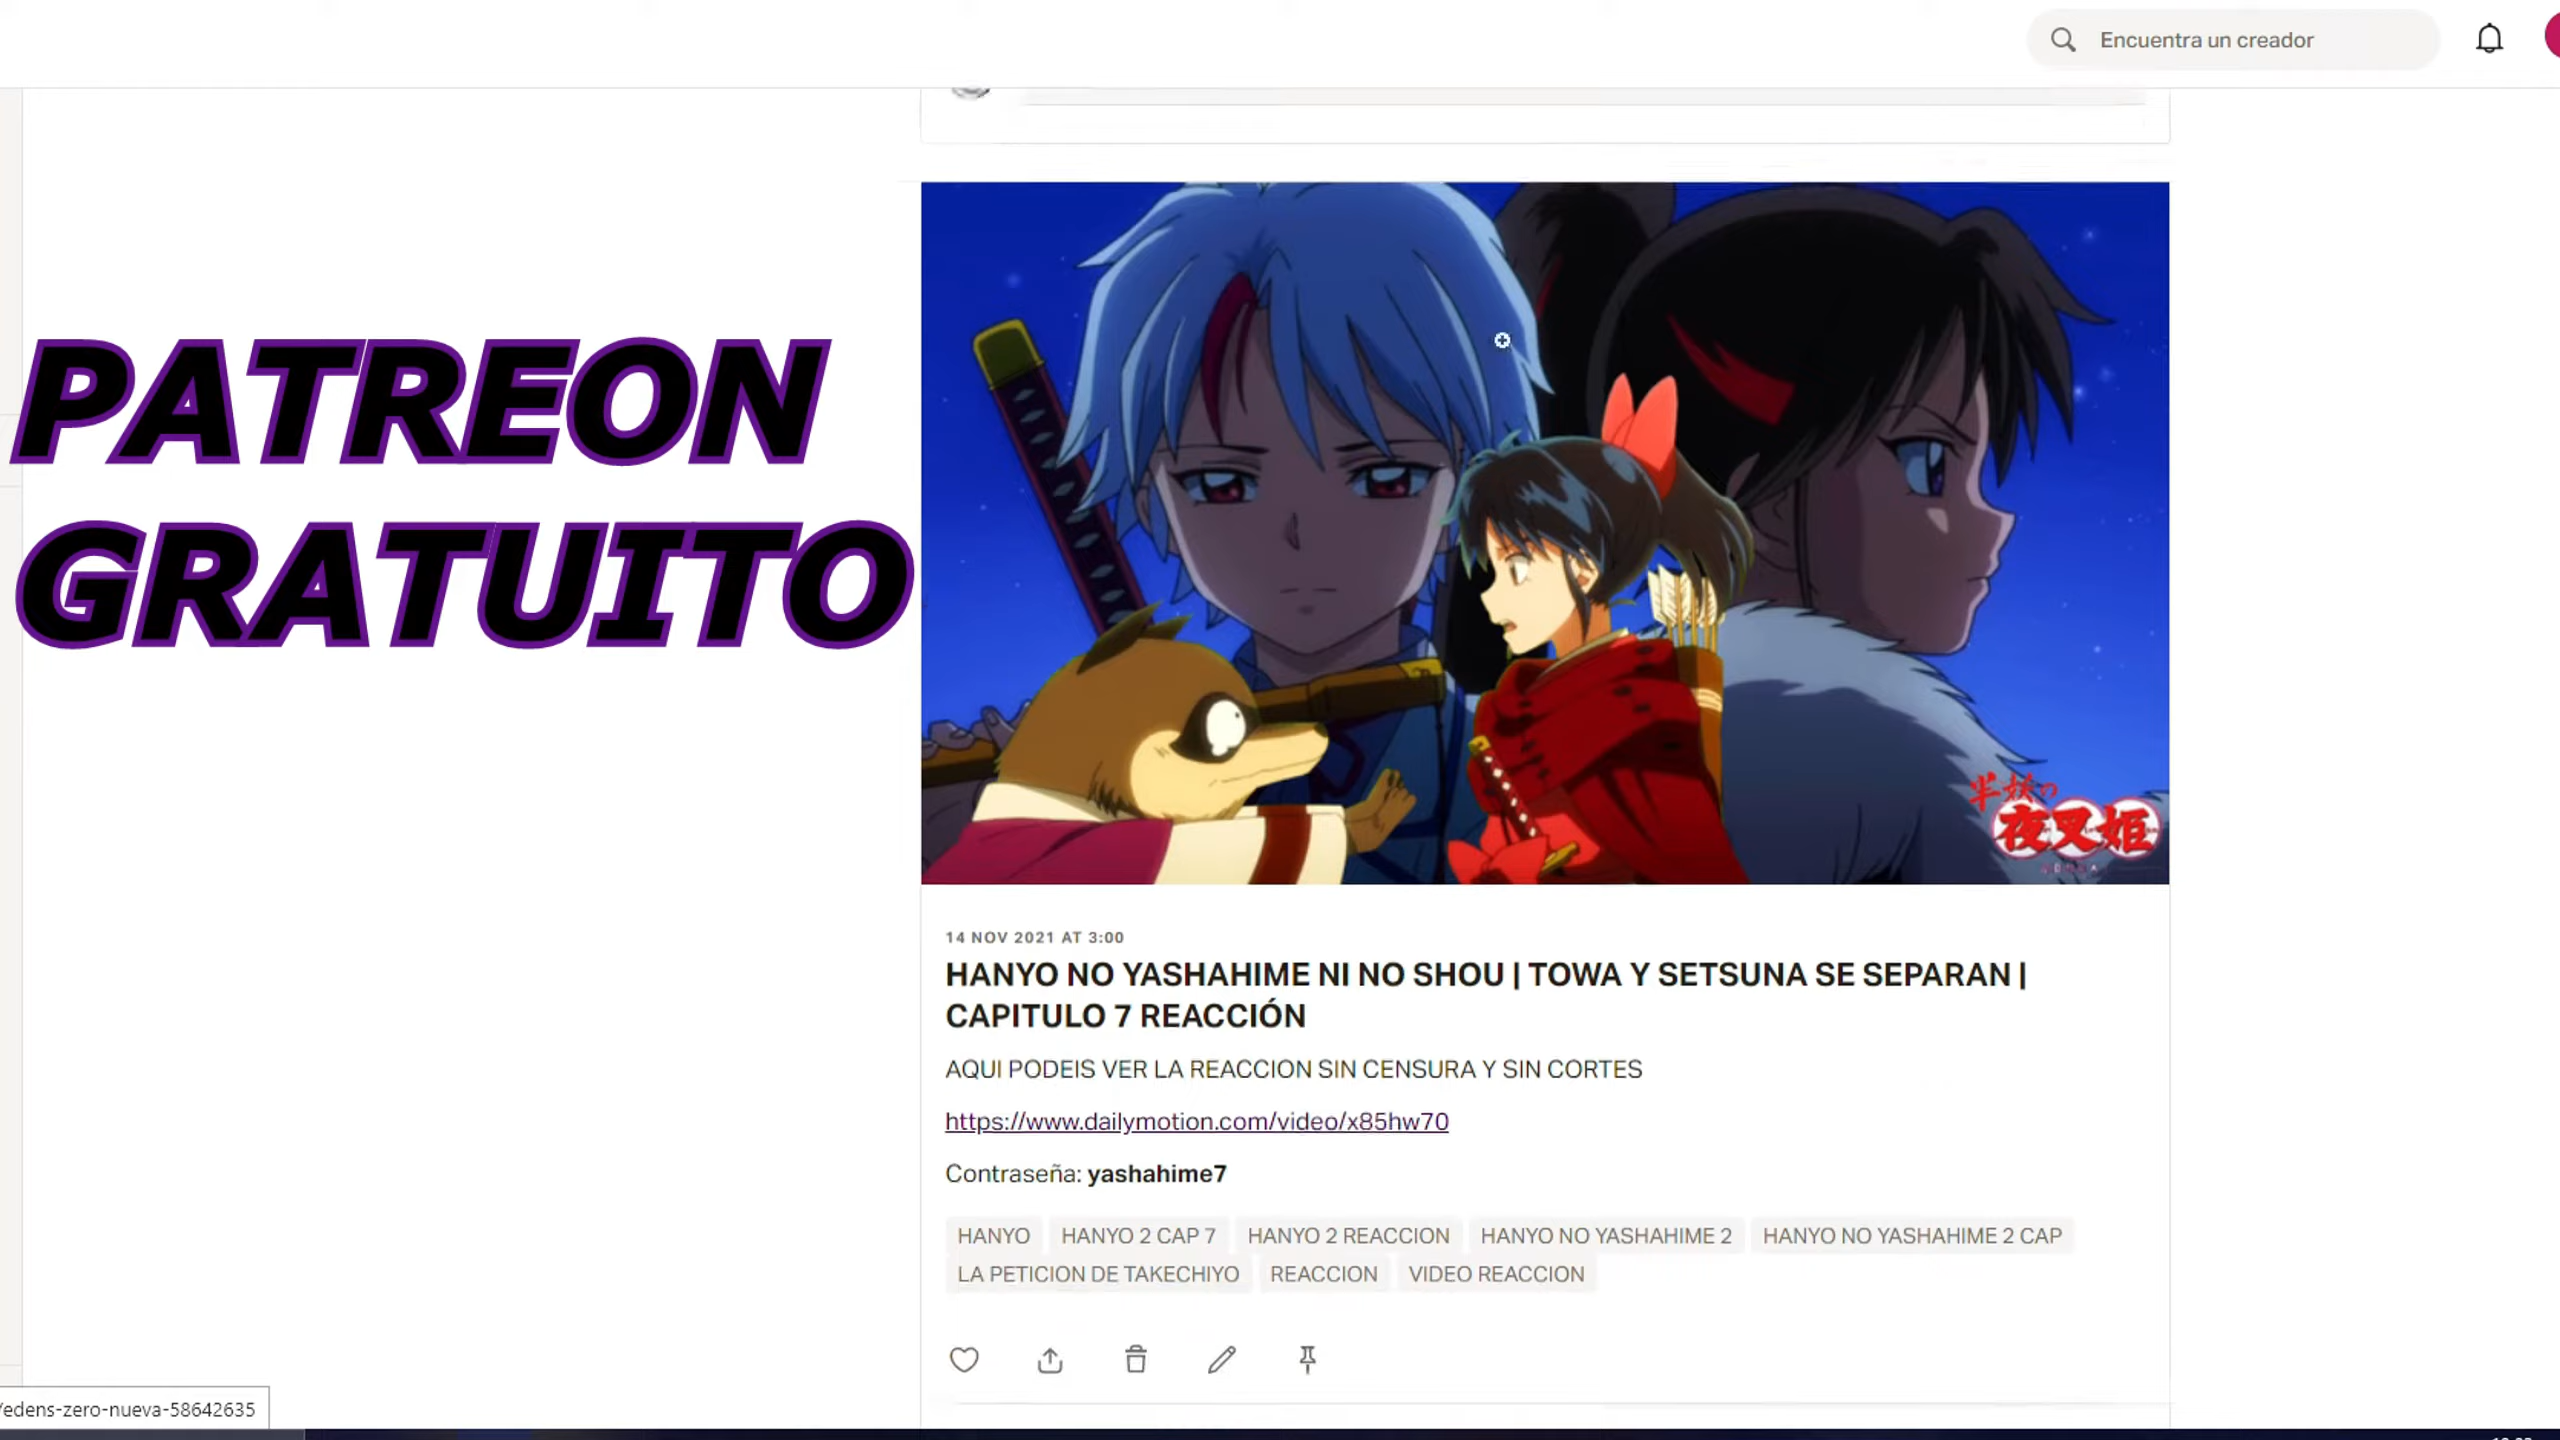 Encuentra un creador
PATREON
GRATUITO
半妖の
夜叉姫
14 NOV 2021 AT 3:00
HANYO NO YASHAHIME NI NO SHOU | TOWA Y SETSUNA SE SEPARAN |
CAPITULO 7 REACCIÓN
AQUI PODEIS VER LA REACCION SIN CENSURA Y SIN CORTES
https://www.dailymotion.com/video/x85hw70
Contraseña: yashahime7
HANYO HANYO 2 CAP 7 HANYO 2 REACCION HANYO NO YASHAHIME 2 HANYO NO YASHAHIME 2 CAP
LA PETICION DE TAKECHIYO REACCION VIDEO REACCION
/edens-zero-nueva-58642635